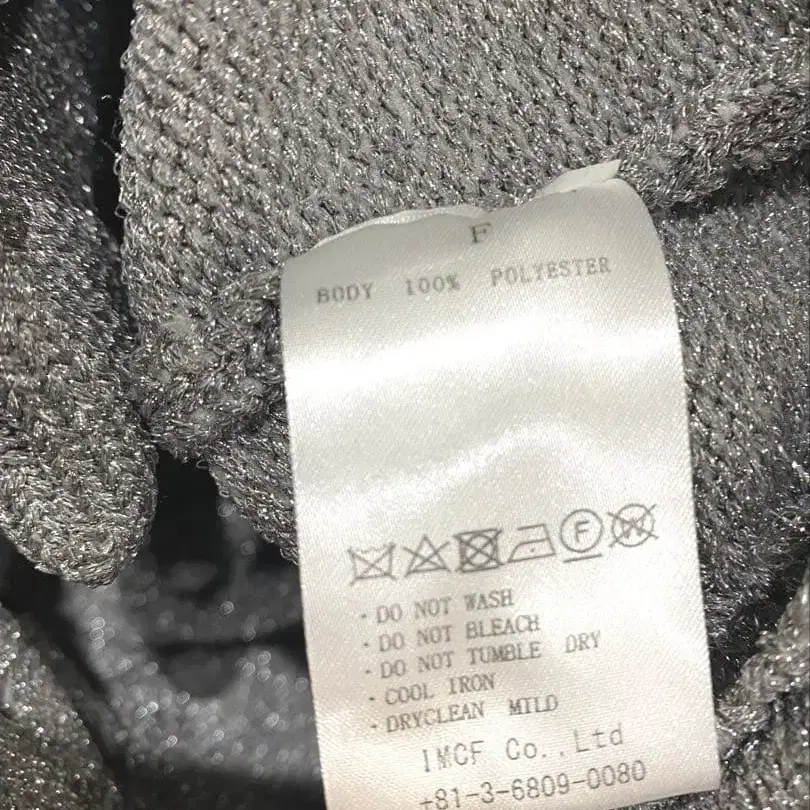 F
BODY 100% POLYESTER
F W
· DO NOT WASH
· DO NOT BLEACH
· DO NOT TUMBLE DRY
· COOL IRON
· DRYCLEAN MILD
IMCF Co.,Ltd
+81-3-6809-0080